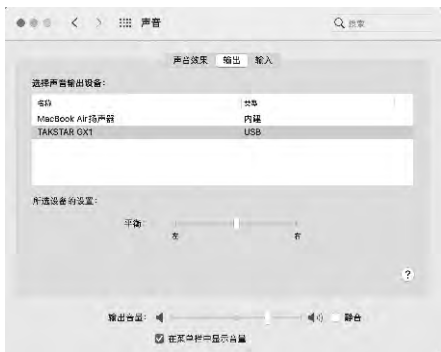 声音
搜索
声音效果 输出 输入
选择声音输出设备:
名称 类型
MacBook Air扬声器 内建
TAKSTAR GX1 USB
所选设备的设置:
平衡:
左 右
?
输出音量: 静音
在菜单栏中显示音量